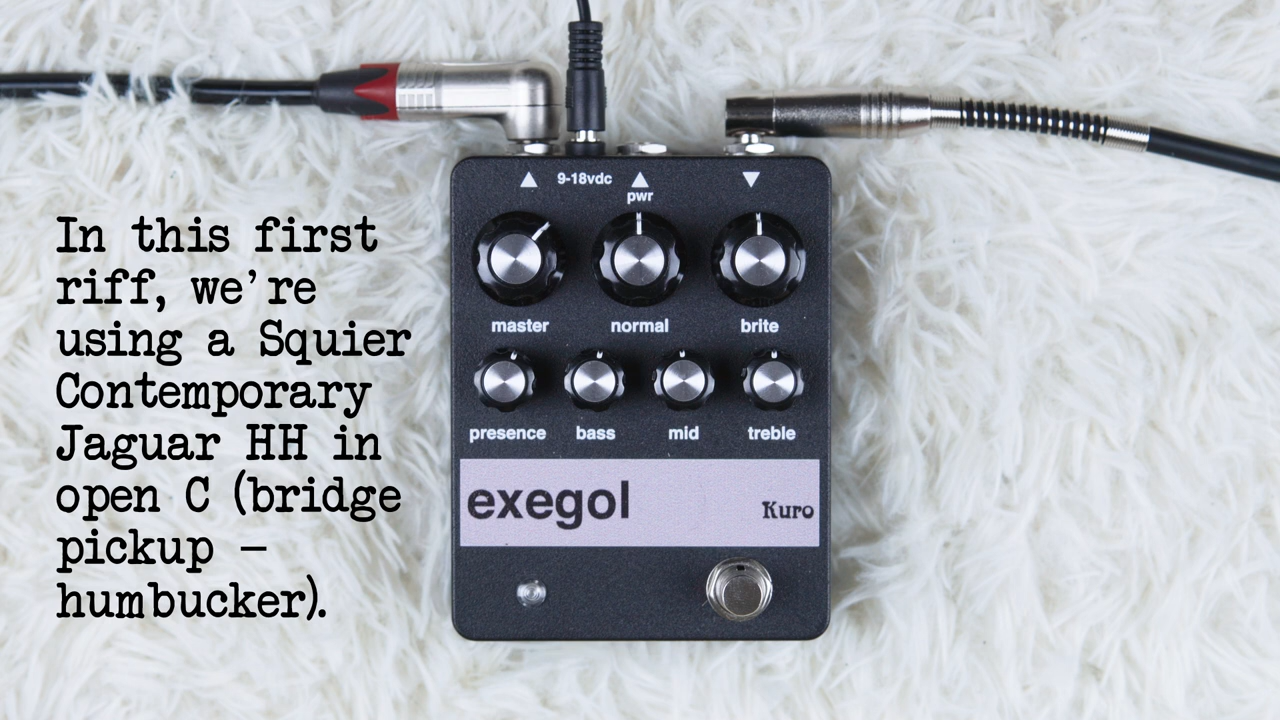 In this first
riff, we're
using a Squier
Contemporary
Jaguar HH in
open C (bridge
pickup –
humbucker).
9-18vdc
pwr
master normal brite
presence bass mid treble
exegol Kuro